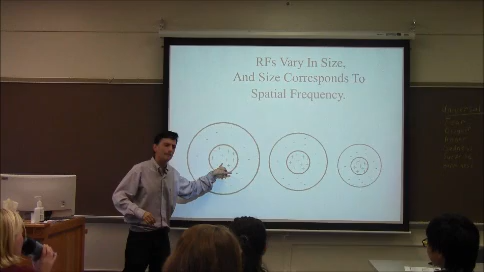 RFs Vary In Size,
And Size Corresponds To
Spatial Frequency.